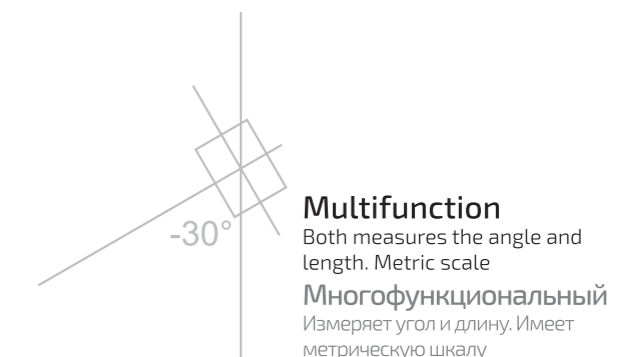 -30°
Multifunction
Both measures the angle and
length. Metric scale
Многофункциональный
Измеряет угол и длину. Имеет
метрическую шкалу